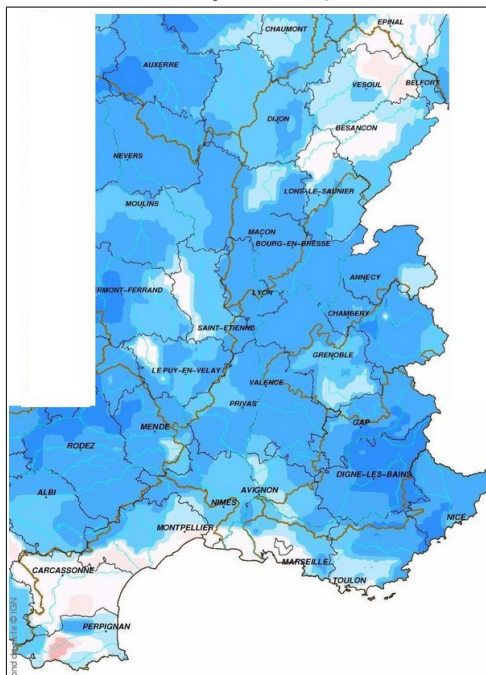 EPINAL
CHAUMONT
AUXERRE
VESOUL
BELFORT
DIJON
BESANCON
NEVERS
LONS-LE-SAUNIER
MOULINS
MACON
BOURG-EN-BRESSE
ANNECY
ERMONT-FERRAND
LYON
CHAMBERY
SAINT-ETIENNE
GRENOBLE
LE PUY-EN-VELAY
VALENCE
PRIVAS
MENDE
GAP
RODEZ
DIGNE-LES-BAINS
ALBI
AVIGNON
NIMES
NICE
MONTPELLIER
MARSEILLE
CARCASSONNE
TOULON
PERPIGNAN
© IGN